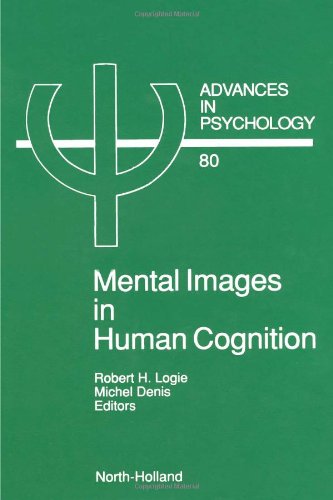 ADVANCES
IN
PSYCHOLOGY
80
Mental Images
in
Human Cognition
Robert H. Logie
Michel Denis
Editors
North-Holland